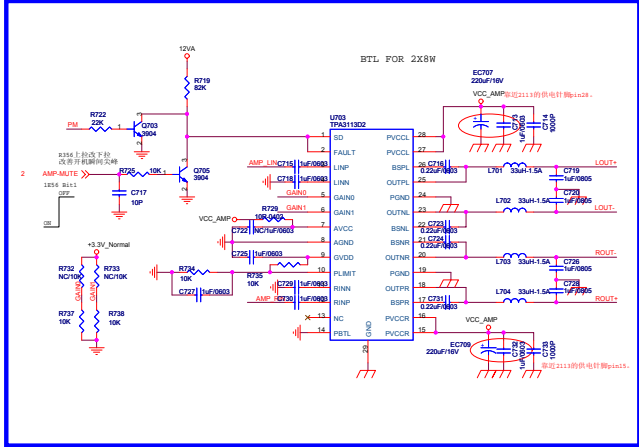 BTL FOR 2X8W
12VA
R719
82K
EC707
220uF/16V
VCC_AMP
靠近2113的供电针脚pin28。
C713
1uF/0603
C714
1000P
PM
R722
22K
Q703
3904
U703
TPA3113D2
R356上拉改下拉
改善开机瞬间尖峰
2
AMP-MUTE
R725
10K
Q705
3904
1E56 Bit1
OFF
ON
C717
10P
AMP_LIN
C715
1uF/0603
C718
1uF/0603
GAIN0
GAIN1
VCC_AMP
R729
10R-0402
C722
NC/1uF/0603
C725
1uF/0603
R734
10K
R735
10K
C727
1uF/0603
C729
1uF/0603
C730
1uF/0603
+3.3V_Normal
R732
NC/10K
R733
NC/10K
GAIN0
GAIN1
R737
10K
R738
10K
1 SD
2 FAULT
3 LINP
4 LINN
5 GAIN0
6 GAIN1
7 AVCC
8 AGND
9 GVDD
10 PLIMIT
11 RINN
12 RINP
13 NC
14 PBTL
PVCCL 28
PVCCL 27
BSPL 26
OUTPL 25
PGND 24
OUTNL 23
BSNL 22
BSNR 21
OUTNR 20
PGND 19
OUTPR 18
BSPR 17
PVCCR 16
PVCCR 15
GND
29
C716
0.22uF/0603
C723
0.22uF/0603
C724
0.22uF/0603
C731
0.22uF/0603
L701 33uH-1.5A
L702 33uH-1.5A
L703 33uH-1.5A
L704 33uH-1.5A
C719
1uF/0805
C720
1uF/0805
C726
1uF/0805
C728
1uF/0805
LOUT+
LOUT-
ROUT-
ROUT+
VCC_AMP
EC709
220uF/16V
C732
1uF/0603
C733
1000P
靠近2113的供电针脚pin15。